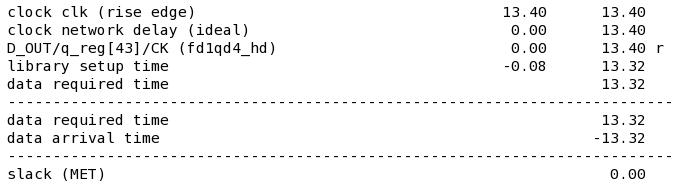 clock clk (rise edge) 13.40 13.40
clock network delay (ideal) 0.00 13.40
D_OUT/q_reg[43]/CK (fd1qd4_hd) 0.00 13.40 r
library setup time -0.08 13.32
data required time 13.32
--------------------------------------------------------------------------
data required time 13.32
data arrival time -13.32
--------------------------------------------------------------------------
slack (MET) 0.00